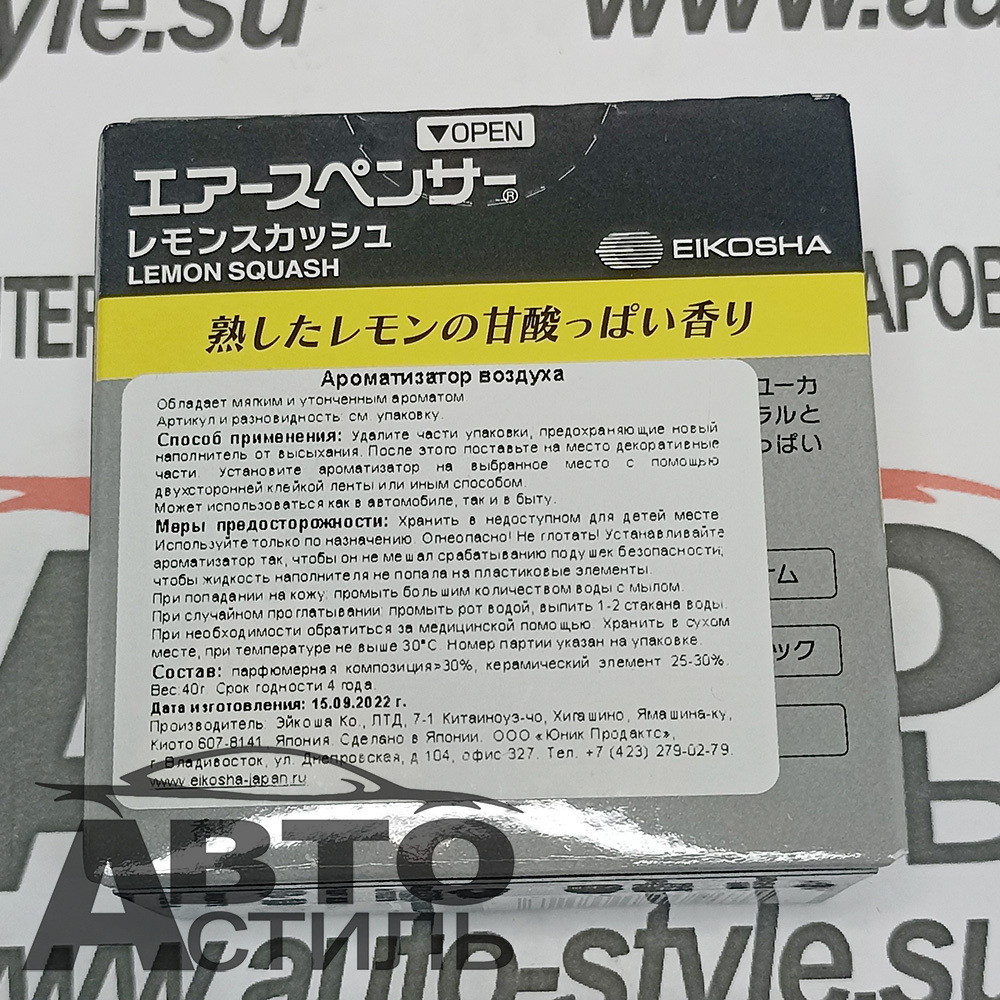 yle.su
www.au
▼OPEN
エアースペンサー®
レモンスカッシュ
LEMON SQUASH
EIKOSHA
熟したレモンの甘酸っぱい香り
ユーカ
ラルと
っぱい
ーム
ック
Ароматизатор воздуха
Обладает мягким и утонченным ароматом
Артикул и разновидность: см. упаковку.
Способ применения: Удалите части упаковки, предохраняющие новый
наполнитель от высыхания. После этого поставьте на место декоративные
части. Установите ароматизатор на выбранное место с помощью
двухсторонней клейкой ленты или иным способом.
Может использоваться как в автомобиле, так и в быту.
Меры предосторожности: Хранить в недоступном для детей месте.
Используйте только по назначению. Огнеопасно! Не глотать! Устанавливайте
ароматизатор так, чтобы он не мешал срабатыванию подушек безопасности;
чтобы жидкость наполнителя не попала на пластиковые элементы.
При попадании на кожу: промыть большим количеством воды с мылом.
При случайном проглатывании: промыть рот водой, выпить 1-2 стакана воды.
При необходимости обратиться за медицинской помощью. Хранить в сухом
месте, при температуре не выше 30°С. Номер партии указан на упаковке.
Состав: парфюмерная композиция≥30%, керамический элемент 25-30%.
Вес:40г. Срок годности 4 года.
Дата изготовления: 15.09.2022 г.
Производитель: Эйкоша Ко., ЛТД, 7-1 Китаиноуэ-чо, Хигашино, Ямашина-ку,
Киото 607-8141, Япония. Сделано в Японии. ООО «Юник Продактс»,
г. Владивосток, ул. Днепровская, д 104, офис 327. Тел. +7 (423) 279-02-79.
www.eikosha-japan.ru
АВТО
СТИЛЬ
www.auto-style.su